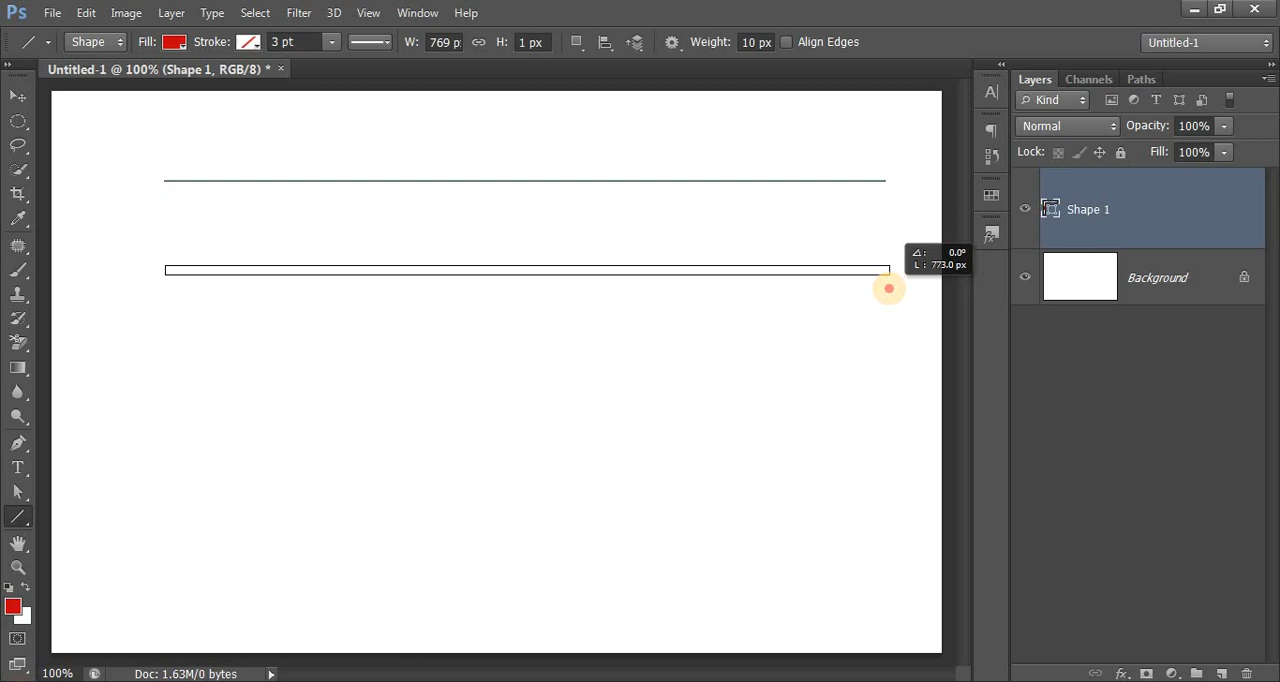 Ps File Edit Image Layer Type Select Filter 3D View Window Help
Shape Fill: Stroke: 3 pt W: 769 p: H: 1 px Weight: 10 px Align Edges Untitled-1
Untitled-1 @ 100% (Shape 1, RGB/8) * ×
Layers Channels Paths
Kind
Normal Opacity: 100%
Lock: Fill: 100%
Shape 1
0.0°
L : 773.0 px
Background
100% Doc: 1.63M/0 bytes